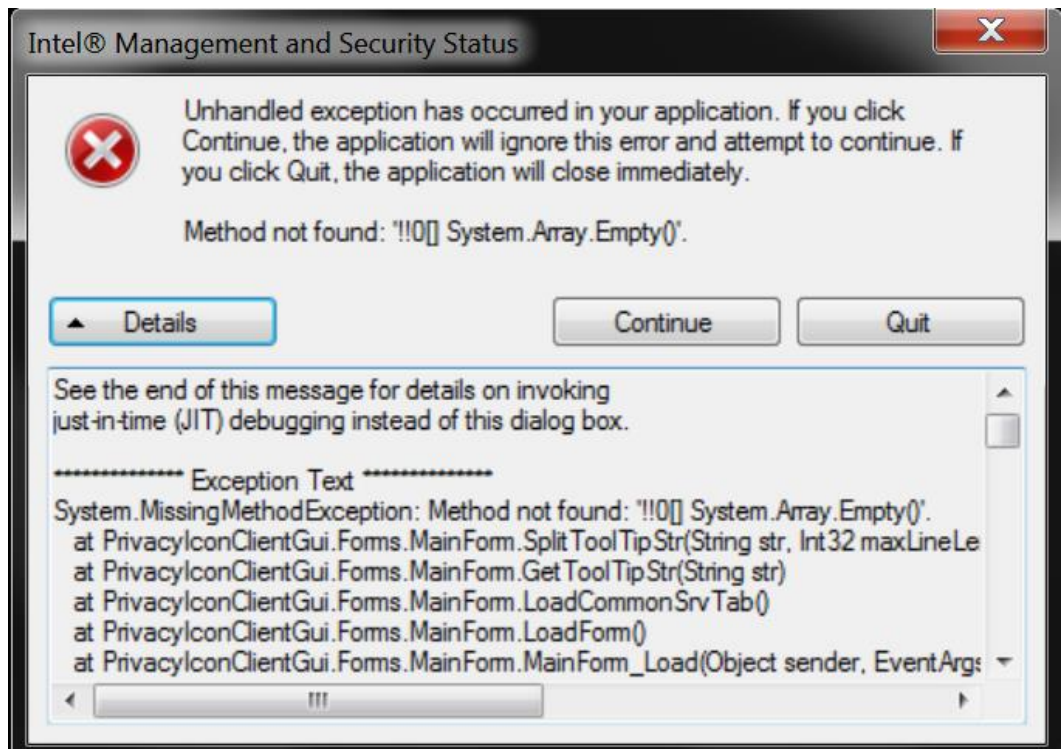 Intel® Management and Security Status
X
Unhandled exception has occurred in your application. If you click
Continue, the application will ignore this error and attempt to continue. If
you click Quit, the application will close immediately.
Method not found: '!!0[] System.Array.Empty()'.
Details
Continue
Quit
See the end of this message for details on invoking
just-in-time (JIT) debugging instead of this dialog box.
************** Exception Text **************
System.MissingMethodException: Method not found: '!!0[] System.Array.Empty()'.
at PrivacyIconClientGui.Forms.MainForm.SplitToolTipStr(String str, Int32 maxLineLe
at PrivacyIconClientGui.Forms.MainForm.GetToolTipStr(String str)
at PrivacyIconClientGui.Forms.MainForm.LoadCommonSrvTab()
at PrivacyIconClientGui.Forms.MainForm.LoadForm()
at PrivacyIconClientGui.Forms.MainForm.MainForm_Load(Object sender, EventArgs